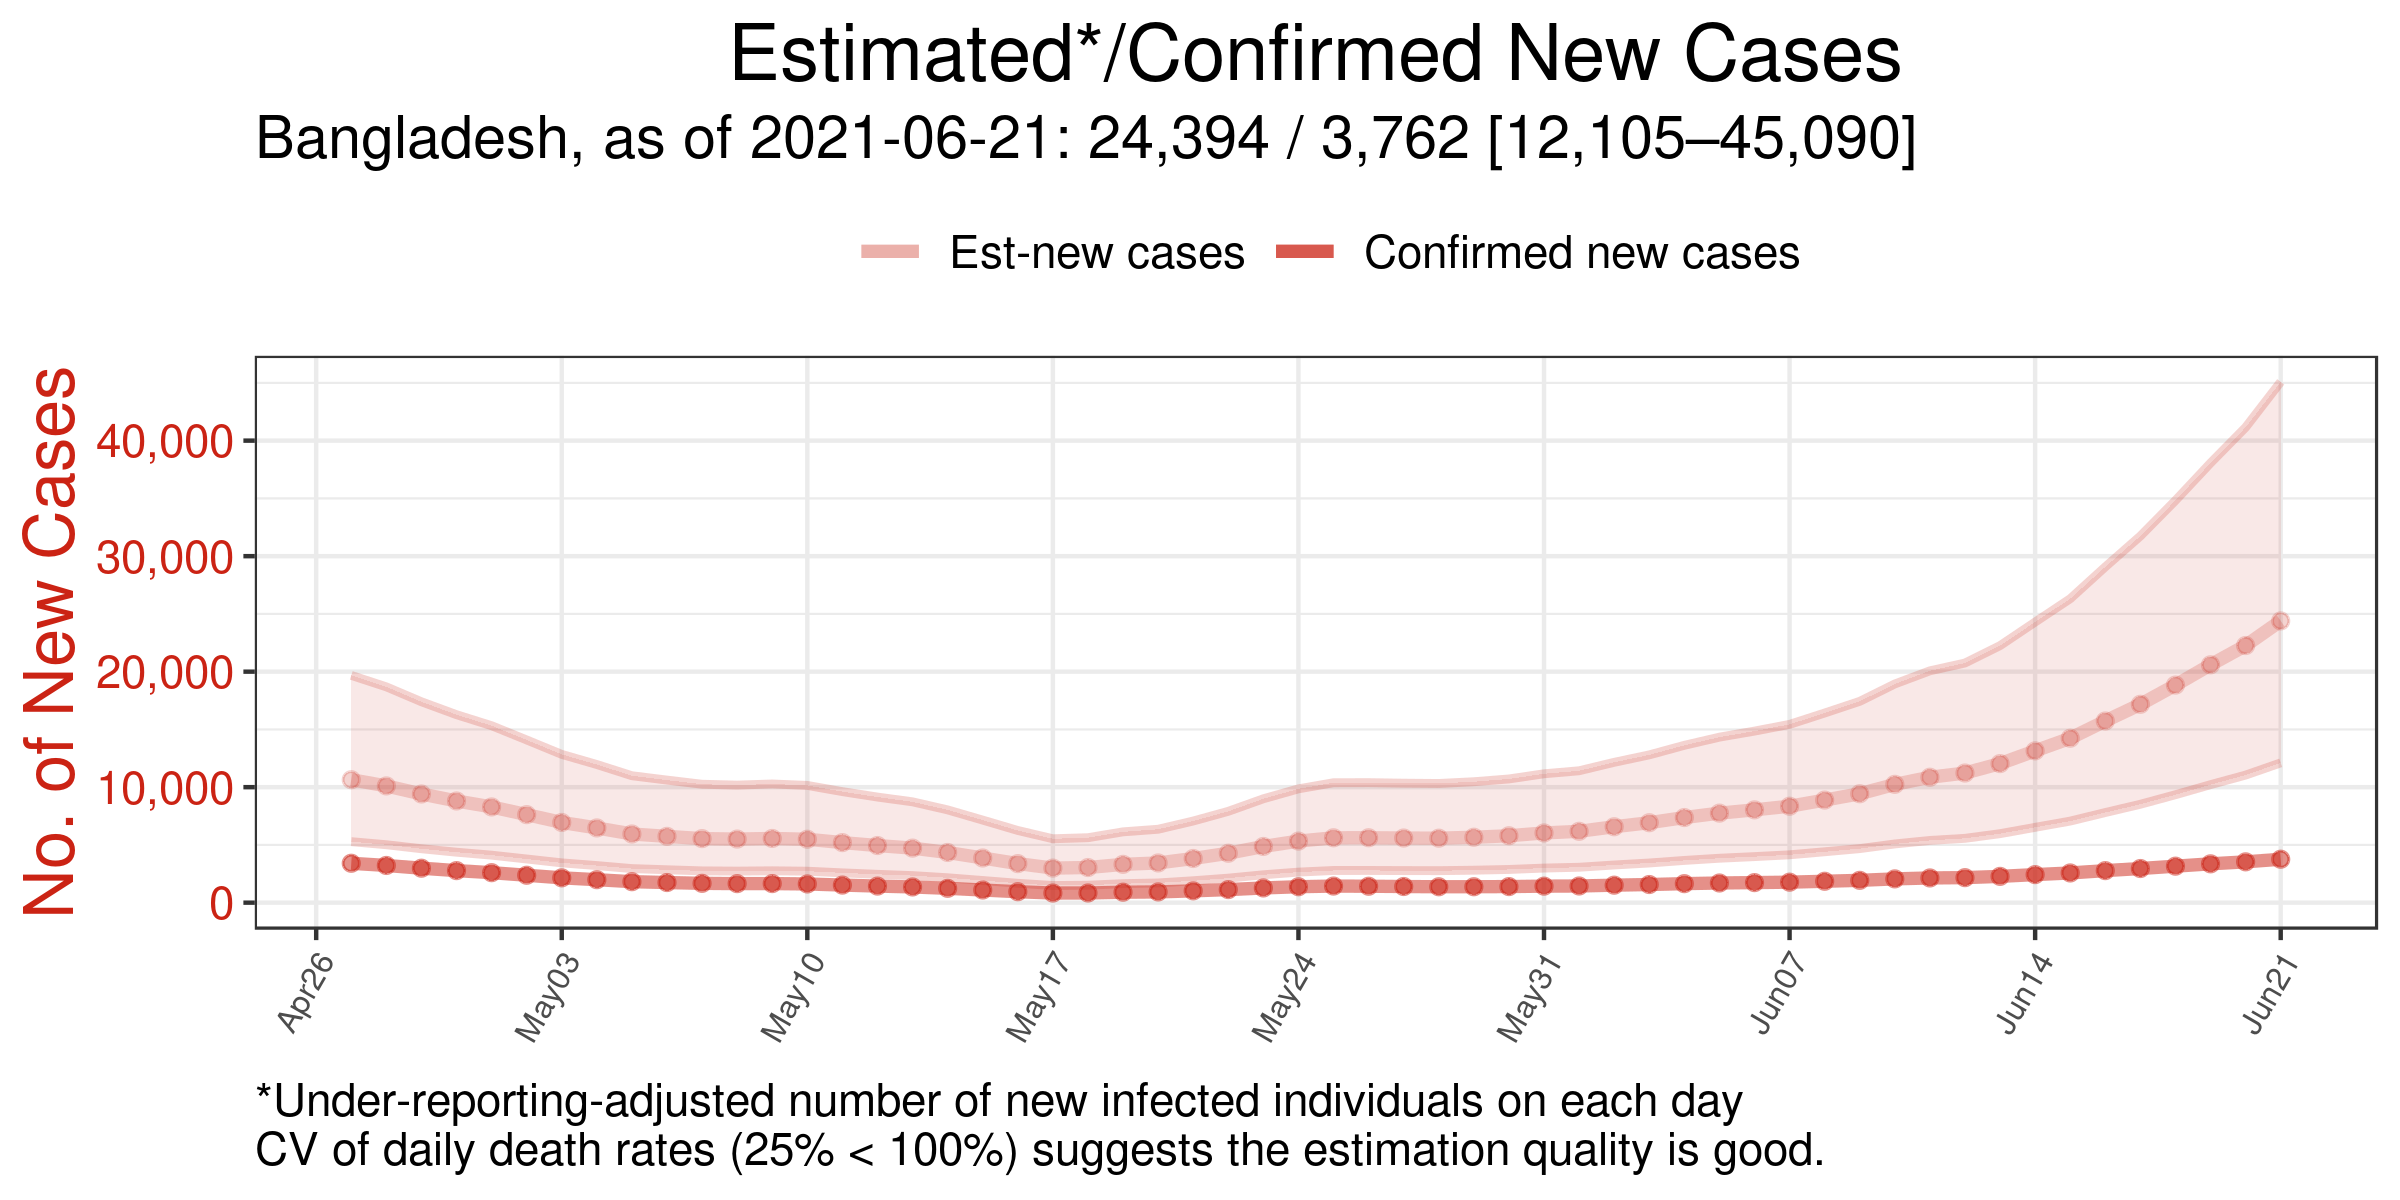 Estimated*/Confirmed New Cases
Bangladesh, as of 2021-06-21: 24,394 / 3,762 [12,105–45,090]
Est-new cases
Confirmed new cases
No. of New Cases
40,000
30,000
20,000
10,000
0
Apr26
May03
May10
May17
May24
May31
Jun07
Jun14
Jun21
*Under-reporting-adjusted number of new infected individuals on each day
CV of daily death rates (25% < 100%) suggests the estimation quality is good.